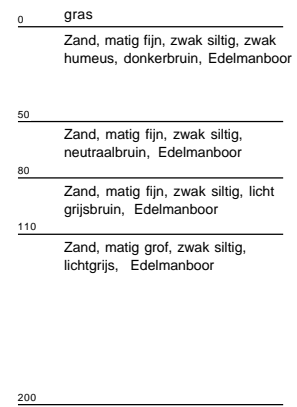 gras
0
Zand, matig fijn, zwak siltig, zwak
humeus, donkerbruin, Edelmanboor
50
Zand, matig fijn, zwak siltig,
neutraalbruin, Edelmanboor
80
Zand, matig fijn, zwak siltig, licht
grijsbruin, Edelmanboor
110
Zand, matig grof, zwak siltig,
lichtgrijs, Edelmanboor
200